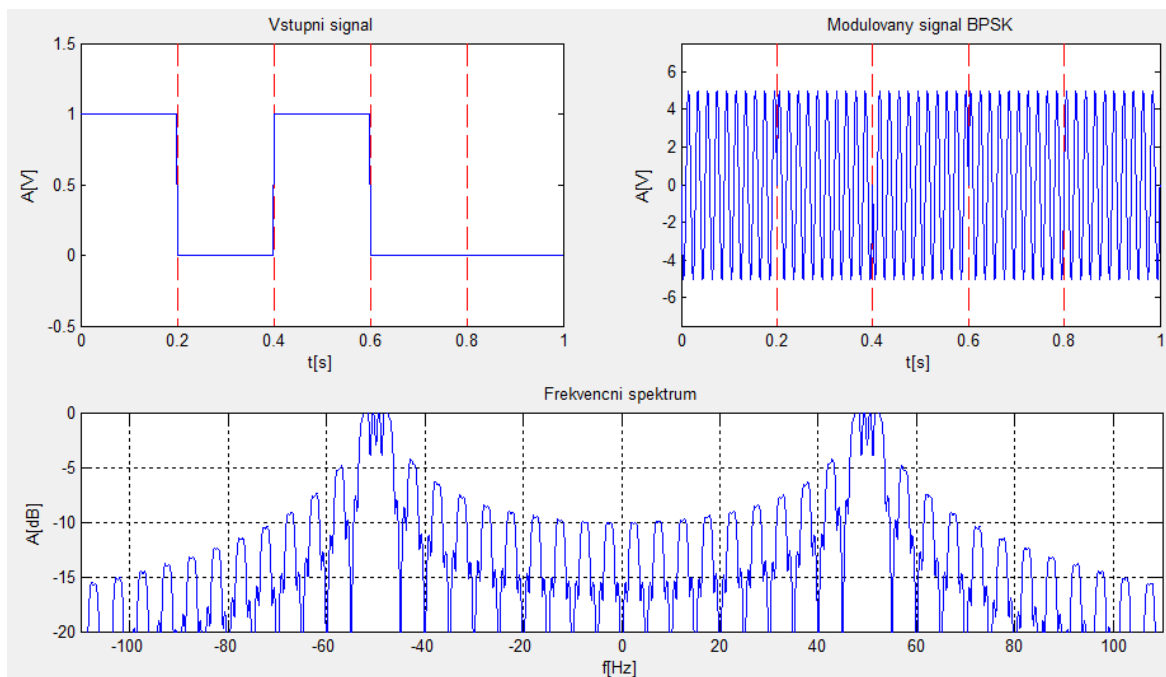 Vstupni signal
1.5
1
0.5
0
-0.5
A[V]
0 0.2 0.4 0.6 0.8 1
t[s]
Modulovany signal BPSK
6
4
2
0
-2
-4
-6
A[V]
0 0.2 0.4 0.6 0.8 1
t[s]
Frekvencni spektrum
0
-5
-10
-15
-20
A[dB]
-100 -80 -60 -40 -20 0 20 40 60 80 100
f[Hz]